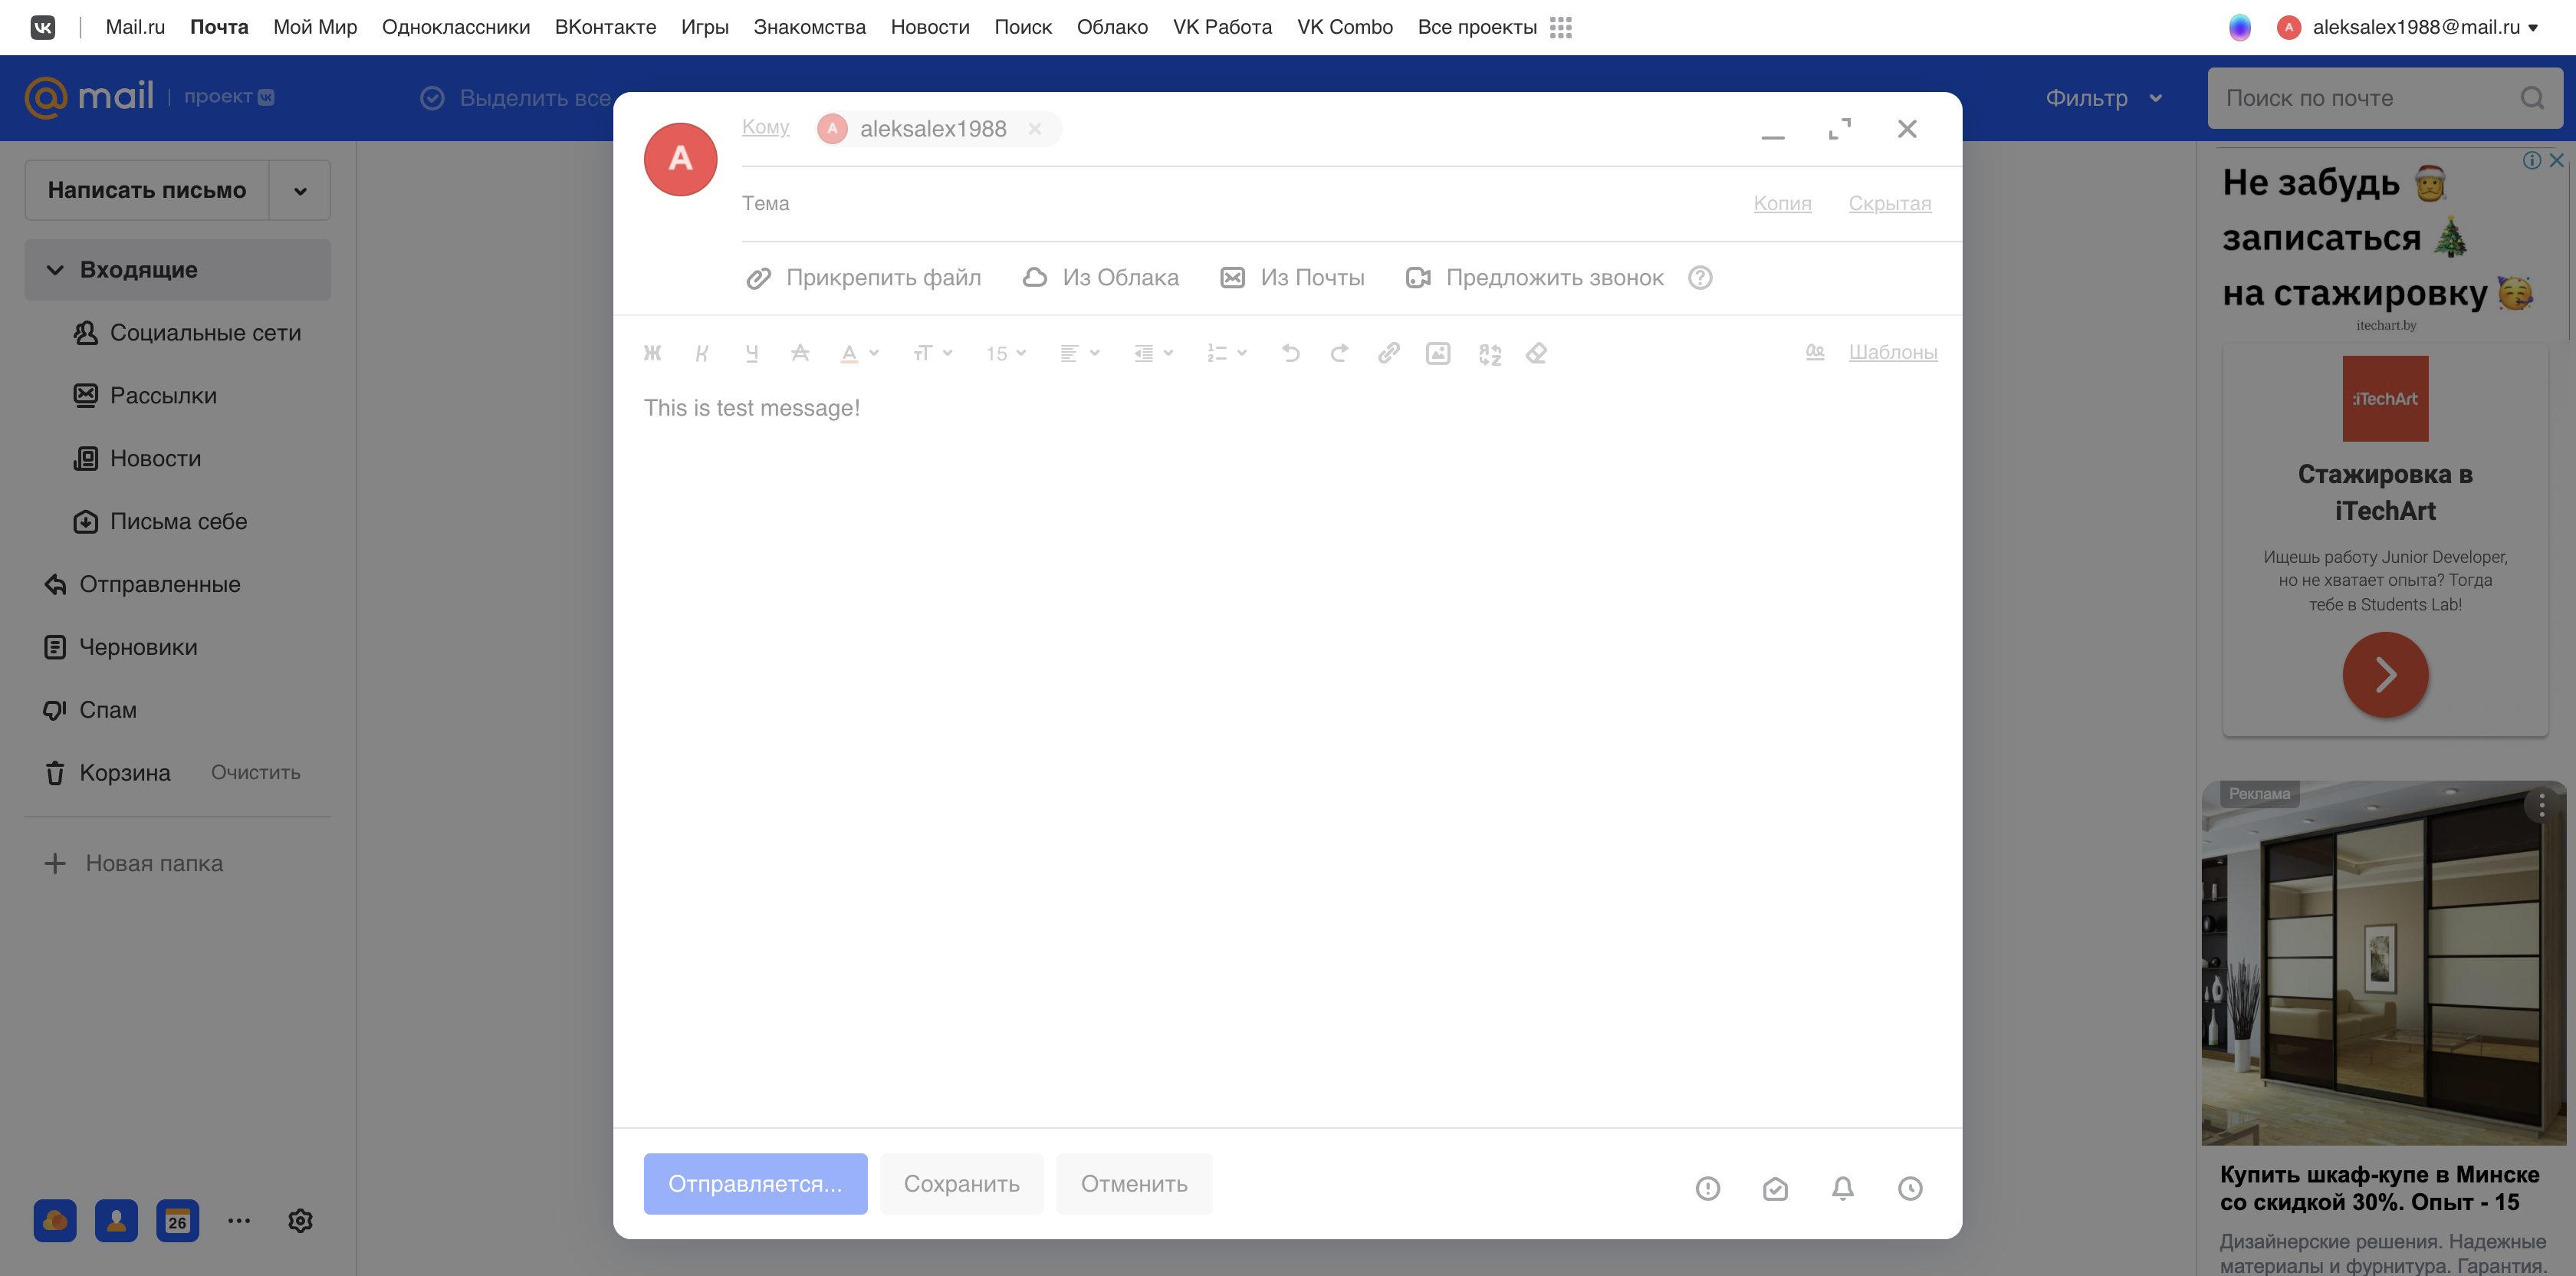 Mail.ru Почта Мой Мир Одноклассники ВКонтакте Игры Знакомства Новости Поиск Облако VK Работа VK Combo Все проекты A aleksalex1988@mail.ru
@mail проект Выделить все Фильтр Поиск по почте
Написать письмо
Входящие
Социальные сети
Рассылки
Новости
Письма себе
Отправленные
Черновики
Спам
Корзина Очистить
Новая папка
26
A
Кому A aleksalex1988
Тема Копия Скрытая
Прикрепить файл Из Облака Из Почты Предложить звонок ?
Ж К Ч A A тТ 15 Шаблоны
This is test message!
Отправляется... Сохранить Отменить
Не забудь
записаться
на стажировку
itechart.by
:iTechArt
Стажировка в
iTechArt
Ищешь работу Junior Developer,
но не хватает опыта? Тогда
тебе в Students Lab!
Реклама
Купить шкаф-купе в Минске
со скидкой 30%. Опыт - 15
Дизайнерские решения. Надежные
материалы и фурнитура. Гарантия.